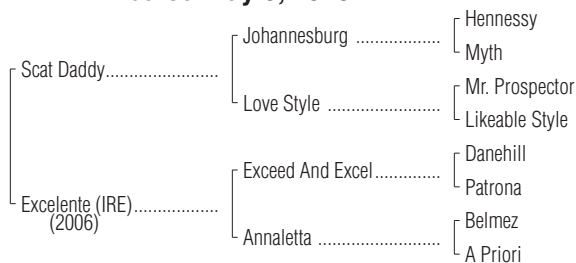 Hennessy
Johannesburg ..................
Myth
Scat Daddy........................
Mr. Prospector
Love Style ........................
Likeable Style
Danehill
Exceed And Excel.................
Patrona
Excelente (IRE)..................
(2006)
Belmez
Annaletta ..........................
A Priori